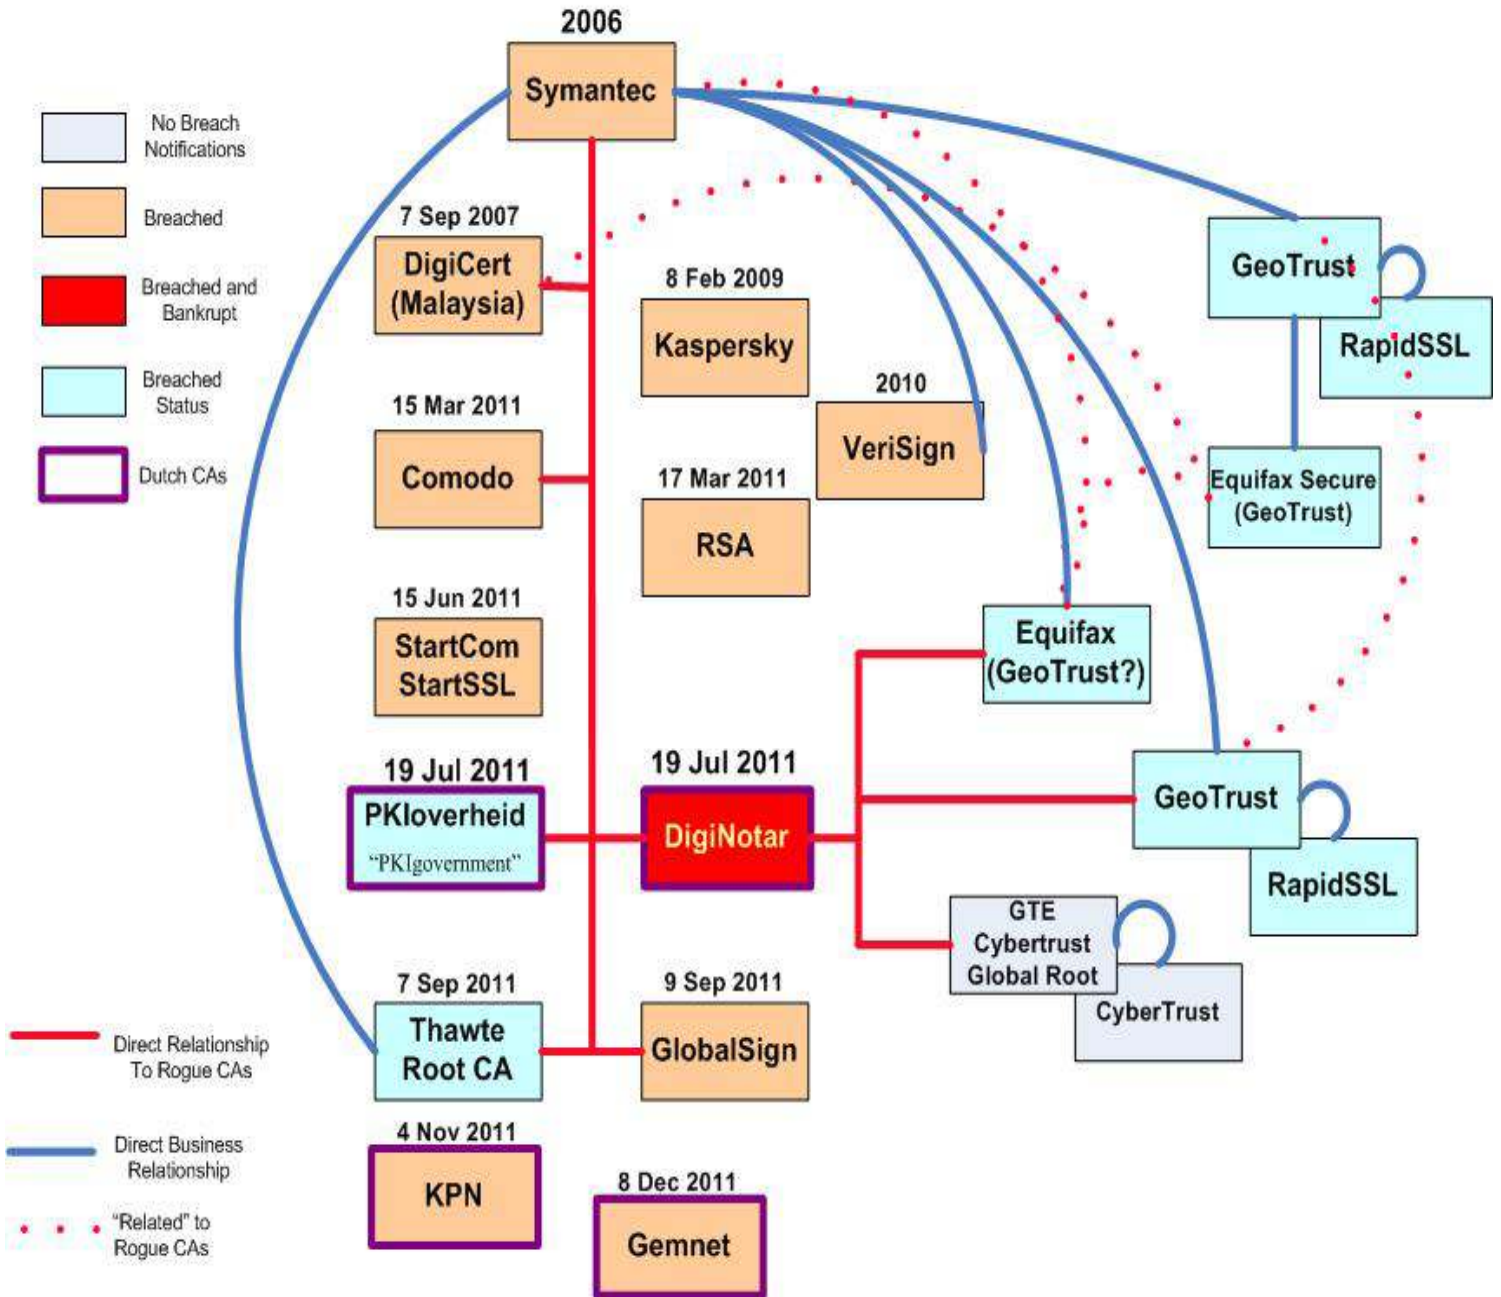 2006
Symantec
No Breach
Notifications
Breached
Breached and
Bankrupt
Breached
Status
Dutch CAs
7 Sep 2007
DigiCert
(Malaysia)
8 Feb 2009
Kaspersky
2010
VeriSign
15 Mar 2011
Comodo
17 Mar 2011
RSA
GeoTrust
RapidSSL
Equifax Secure
(GeoTrust)
15 Jun 2011
StartCom
StartSSL
Equifax
(GeoTrust?)
19 Jul 2011
PKIoverheid
“PKIgovernment”
19 Jul 2011
DigiNotar
GeoTrust
RapidSSL
GTE
Cybertrust
Global Root
CyberTrust
7 Sep 2011
Thawte
Root CA
9 Sep 2011
GlobalSign
4 Nov 2011
KPN
8 Dec 2011
Gemnet
Direct Relationship
To Rogue CAs
Direct Business
Relationship
“Related” to
Rogue CAs